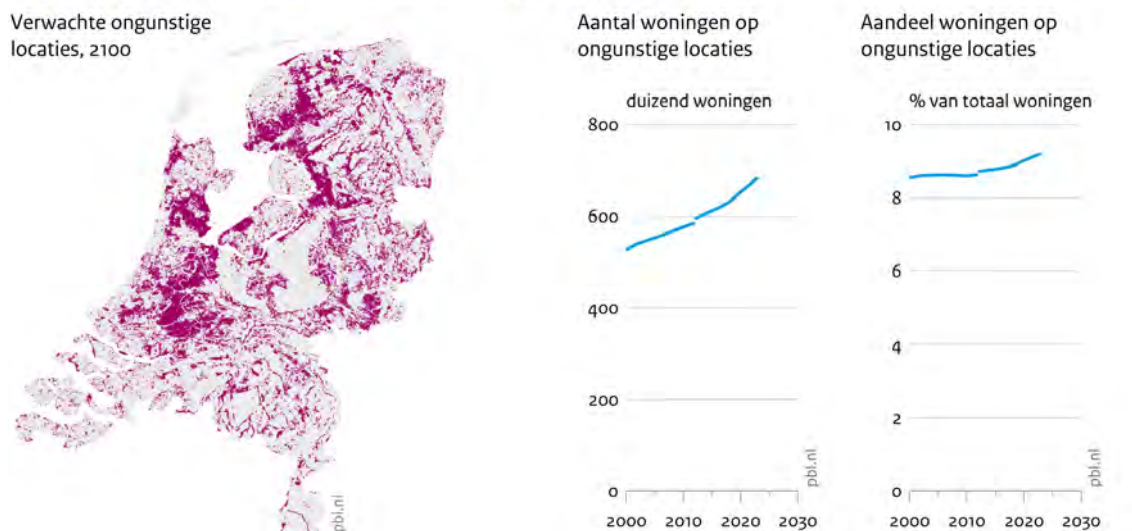 Verwachte ongunstige
locaties, 2100
pbl.nl
Aantal woningen op
ongunstige locaties
duizend woningen
800
600
400
200
0
2000 2010 2020 2030
pbl.nl
Aandeel woningen op
ongunstige locaties
% van totaal woningen
10
8
6
4
2
0
2000 2010 2020 2030
pbl.nl